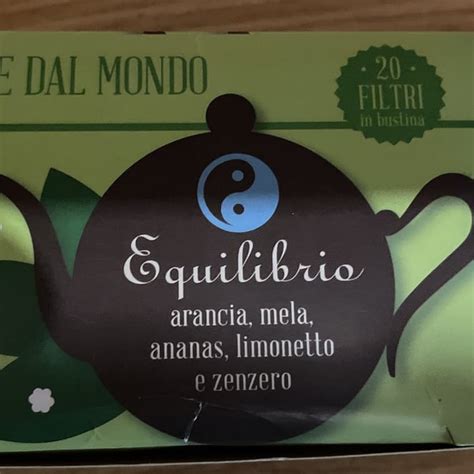 E DAL MONDO
20
FILTRI
in bustina
Equilibrio
arancia, mela,
ananas, limonetto
e zenzero